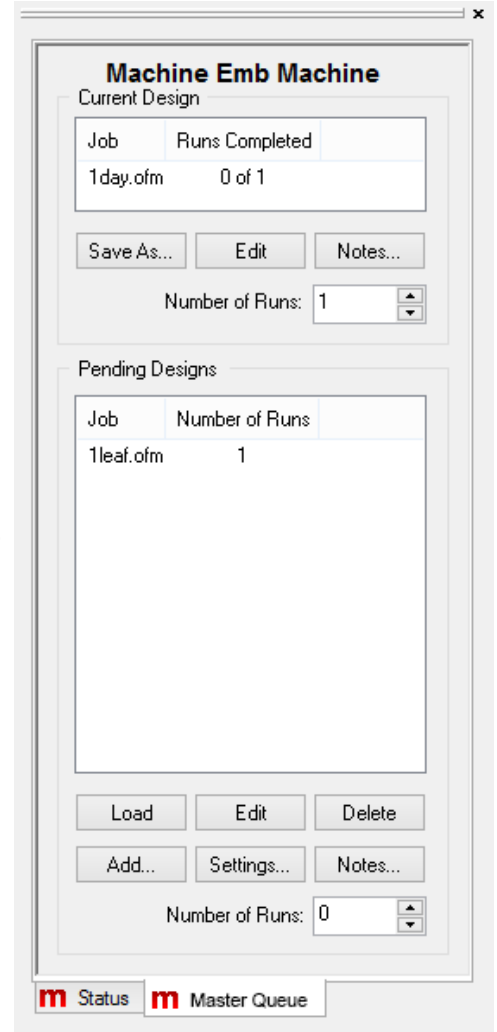 x
Machine Emb Machine
Current Design
Job Runs Completed
1day.ofm 0 of 1
Save As... Edit Notes...
Number of Runs: 1
Pending Designs
Job Number of Runs
1leaf.ofm 1
Load Edit Delete
Add... Settings... Notes...
Number of Runs: 0
m Status m Master Queue